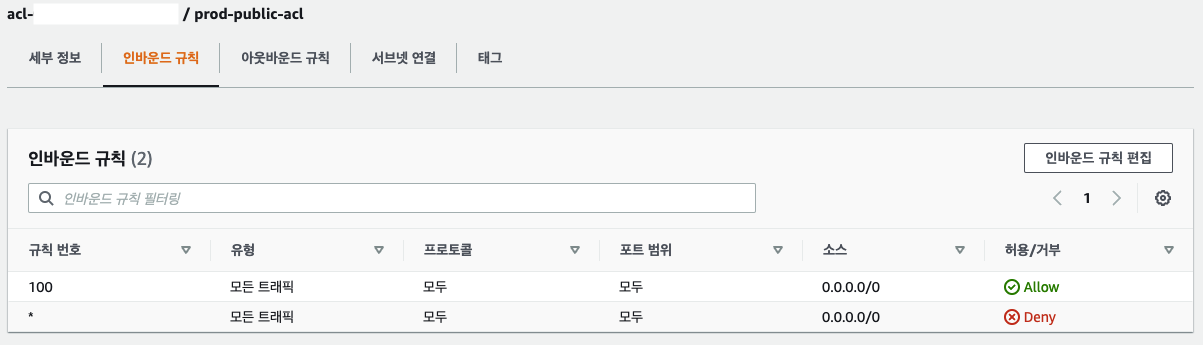 acl- / prod-public-acl
세부 정보 인바운드 규칙 아웃바운드 규칙 서브넷 연결 태그
인바운드 규칙 (2) 인바운드 규칙 편집
인바운드 규칙 필터링 1
규칙 번호 유형 프로토콜 포트 범위 소스 허용/거부
100 모든 트래픽 모두 모두 0.0.0.0/0 Allow
* 모든 트래픽 모두 모두 0.0.0.0/0 Deny